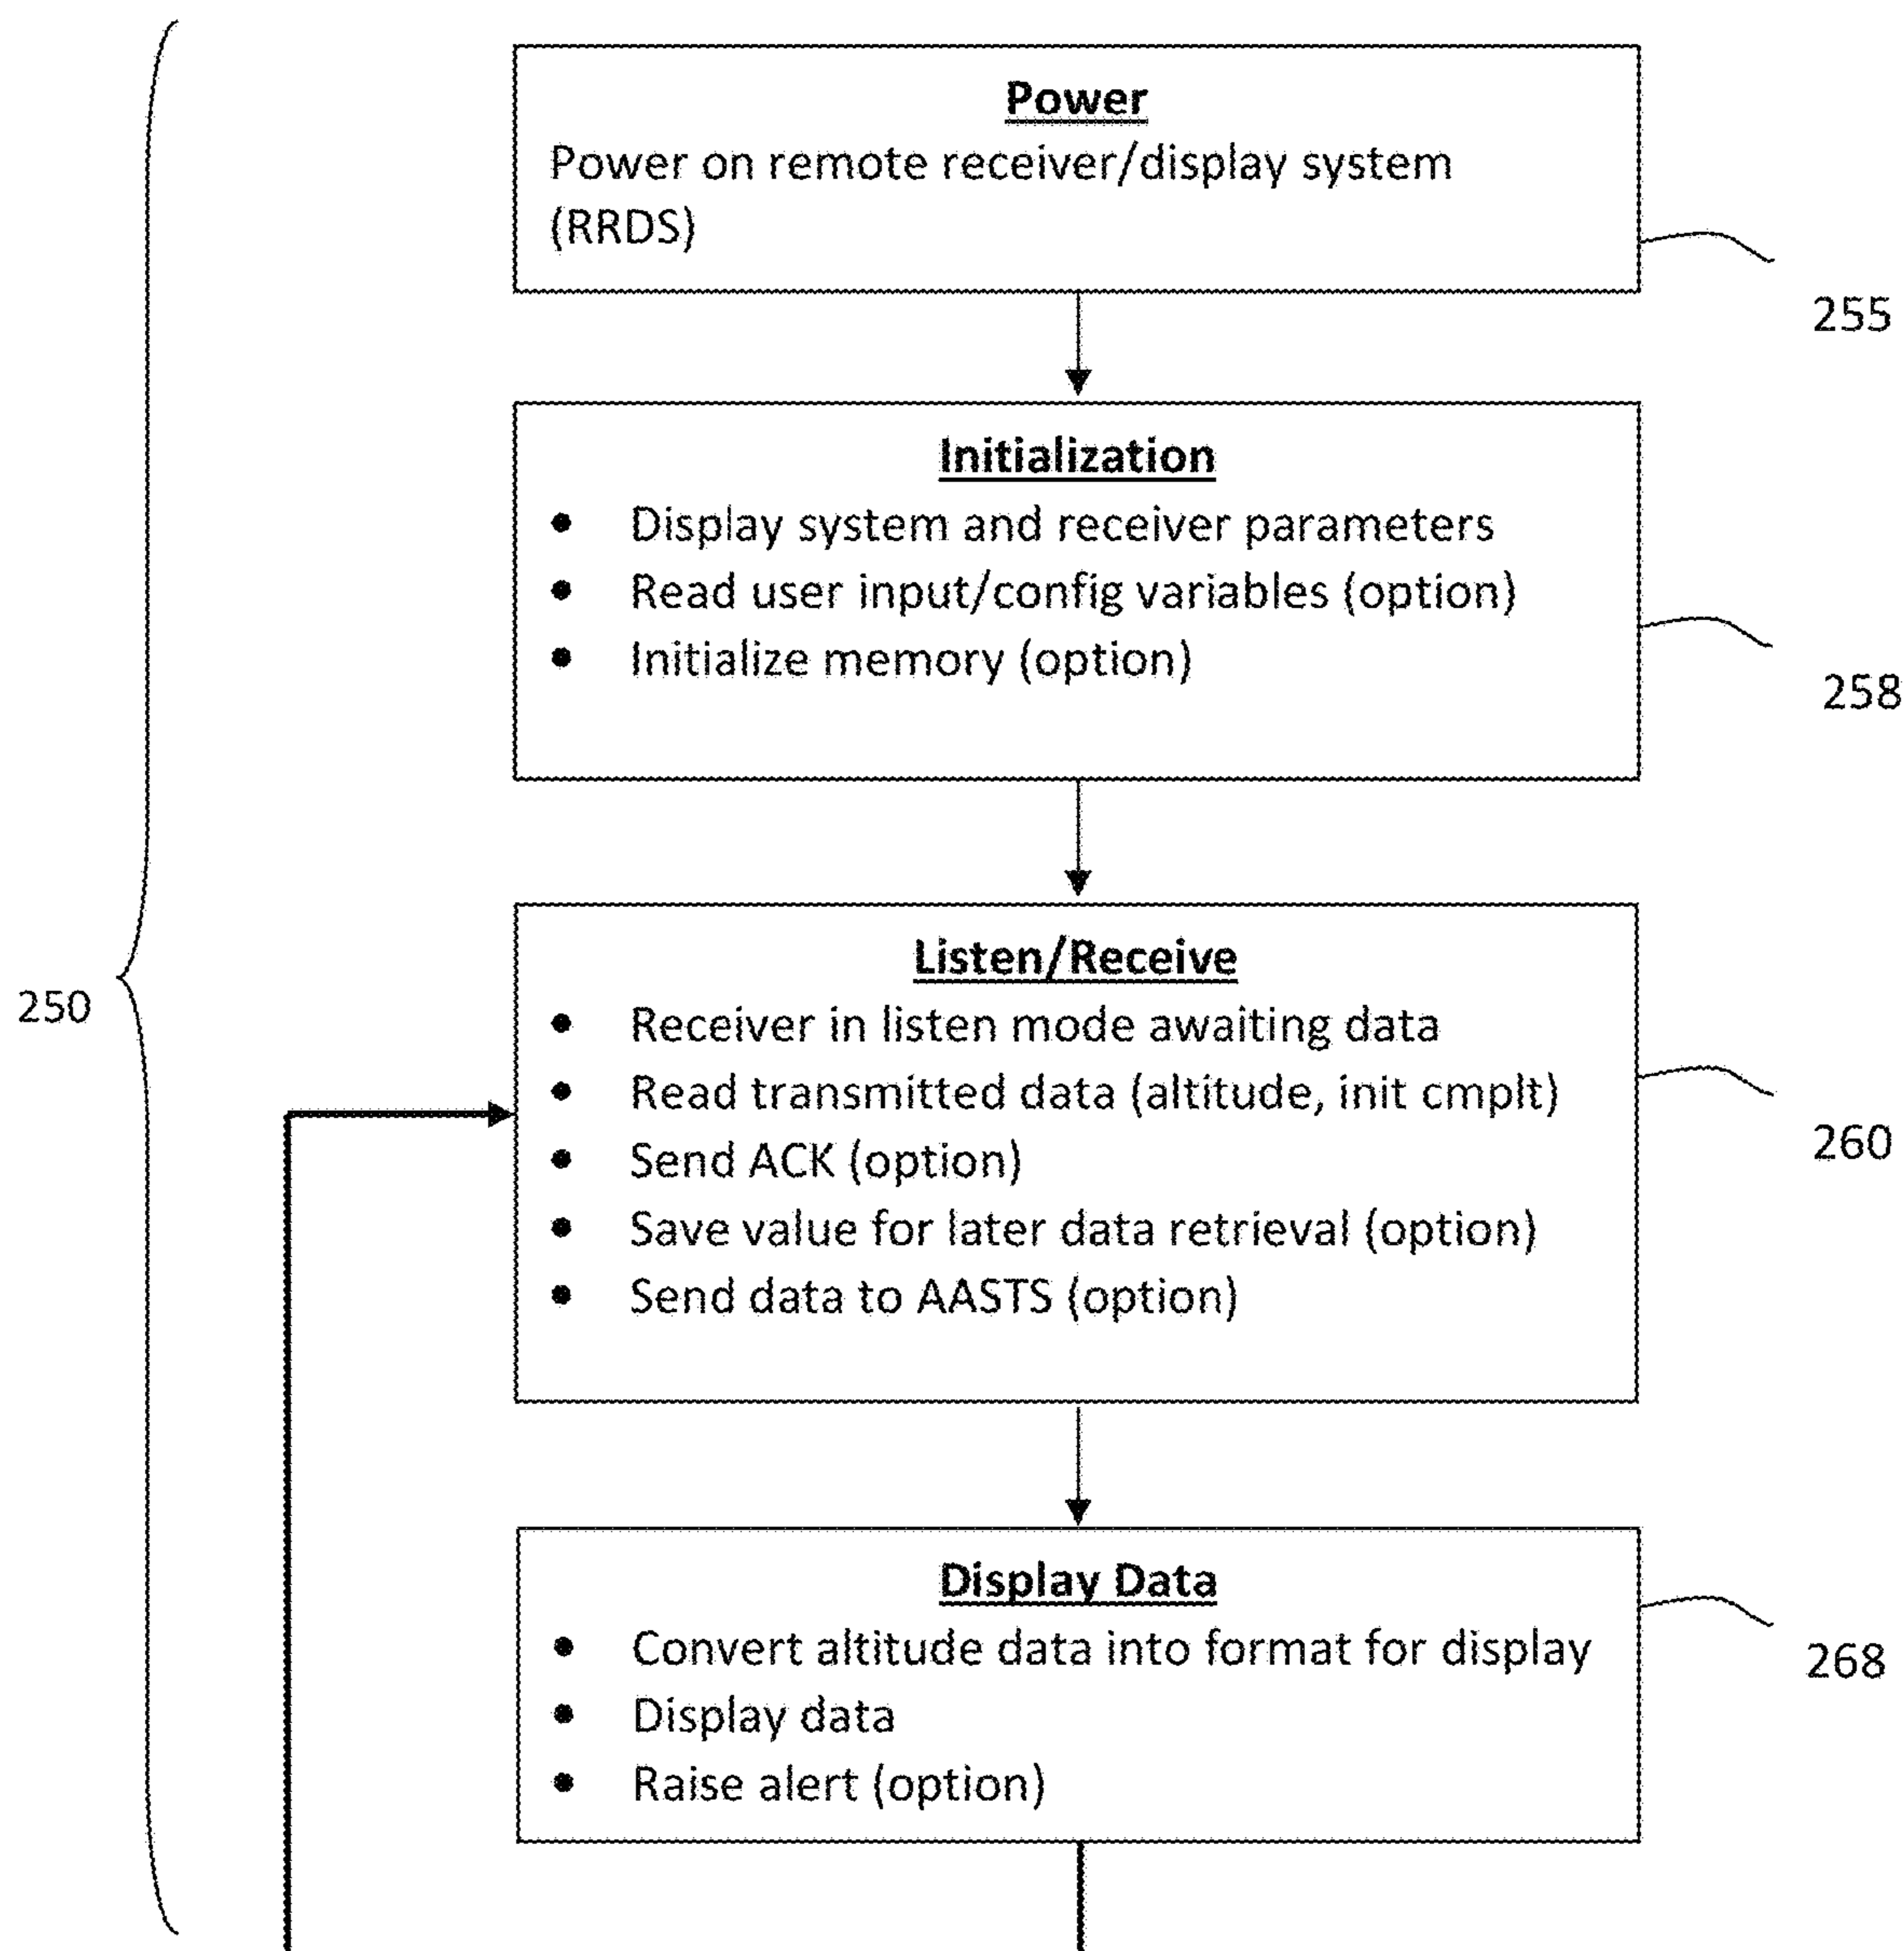 Power
Power on remote receiver/display system
(RRDS)
255
Initialization
• Display system and receiver parameters
• Read user input/config variables (option)
• Initialize memory (option)
258
250
Listen/Receive
• Receiver in listen mode awaiting data
• Read transmitted data (altitude, init cmplt)
• Send ACK (option)
• Save value for later data retrieval (option)
• Send data to AASTS (option)
260
Display Data
• Convert altitude data into format for display
• Display data
• Raise alert (option)
268